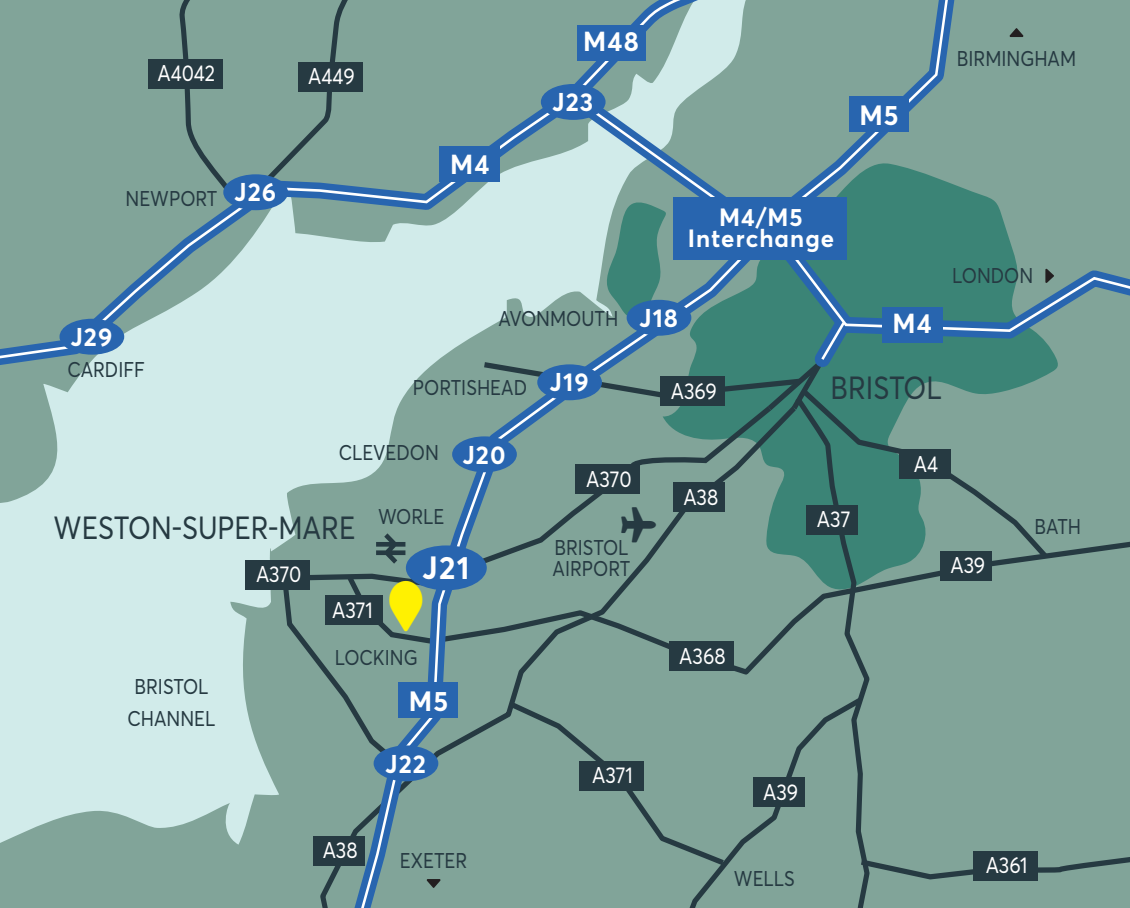 M48
BIRMINGHAM
A4042
A449
J23
M5
M4
NEWPORT
J26
M4/M5
Interchange
LONDON
AVONMOUTH
J18
M4
J29
CARDIFF
PORTISHEAD
J19
A369
BRISTOL
CLEVEDON
J20
A370
A38
A4
WESTON-SUPER-MARE
WORLE
A37
BATH
BRISTOL
AIRPORT
A370
J21
A39
A371
LOCKING
A368
BRISTOL
CHANNEL
M5
J22
A371
A39
A38
EXETER
WELLS
A361